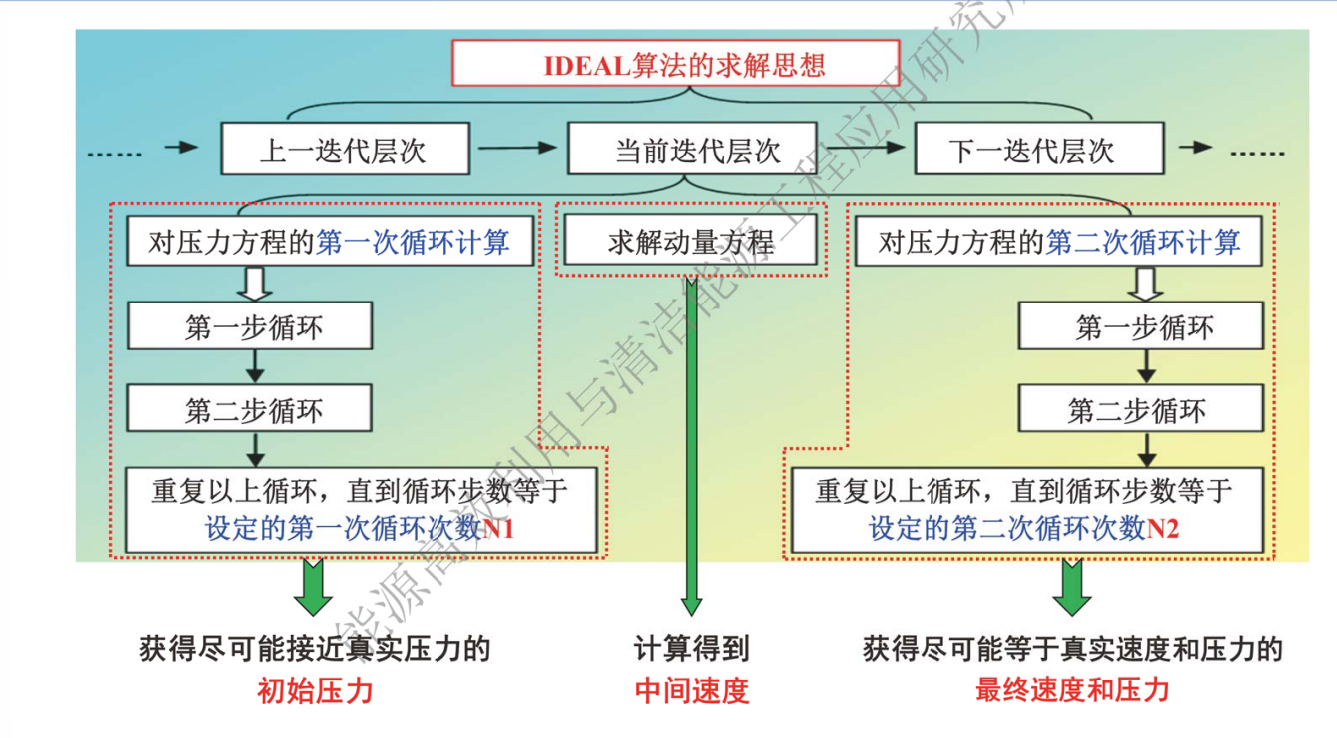 IDEAL算法的求解思想
…… 上一迭代层次 当前迭代层次 下一迭代层次 ……
对压力方程的第一次循环计算
第一步循环
第二步循环
重复以上循环，直到循环步数等于
设定的第一次循环次数N1
获得尽可能接近真实压力的
初始压力
求解动量方程
计算得到
中间速度
对压力方程的第二次循环计算
第一步循环
第二步循环
重复以上循环，直到循环步数等于
设定的第二次循环次数N2
获得尽可能等于真实速度和压力的
最终速度和压力
能源高效利用与清洁能源工程应用研究